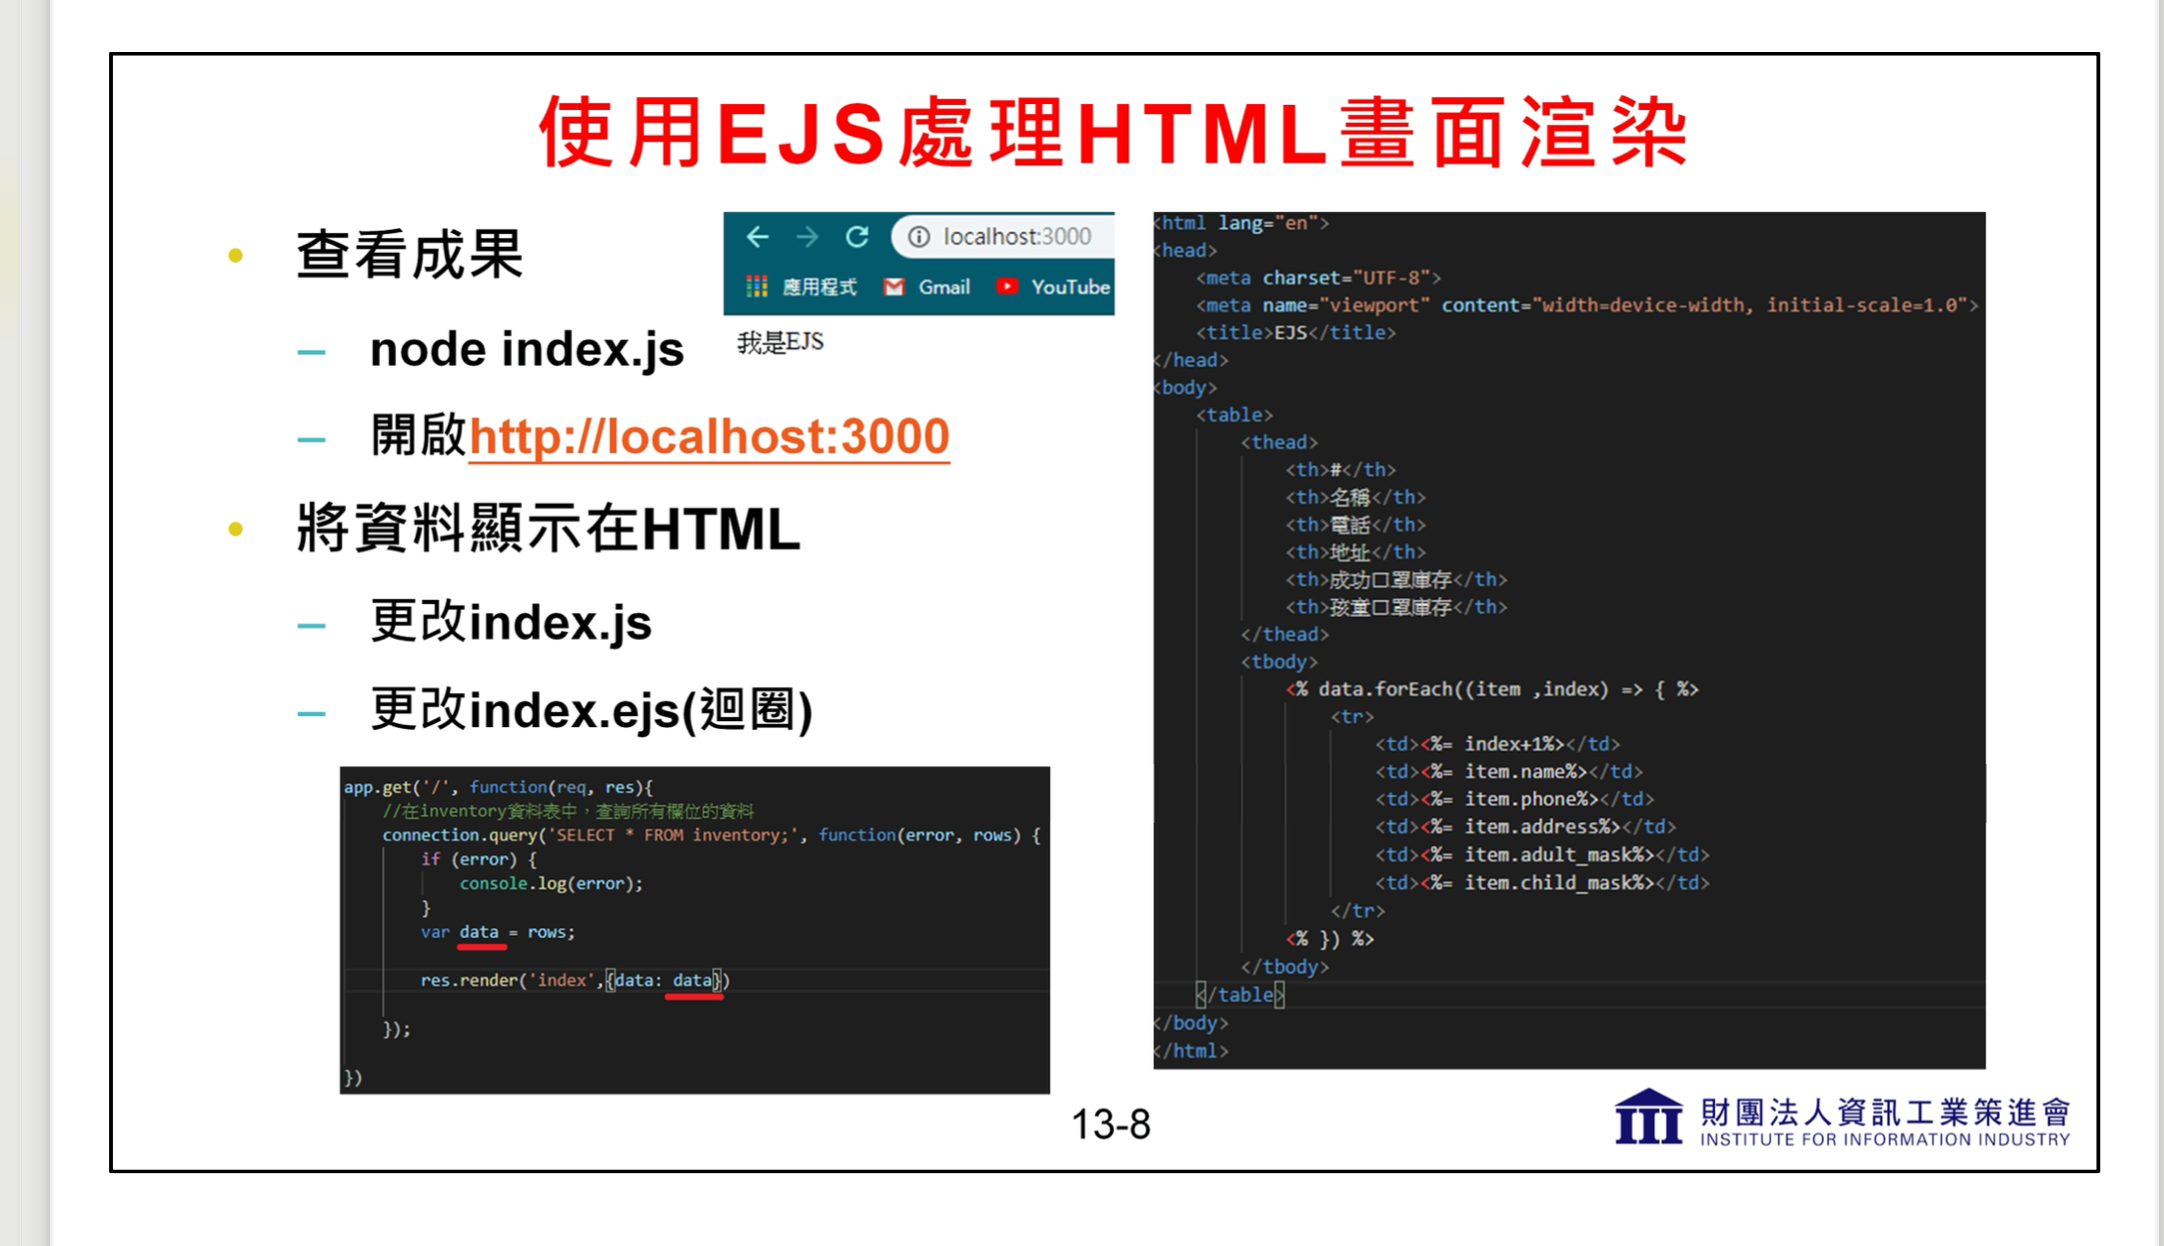 使用EJS處理HTML畫面渲染
• 查看成果
– node index.js
– 開啟http://localhost:3000
localhost:3000
應用程式 Gmail YouTube
我是EJS
• 將資料顯示在HTML
– 更改index.js
– 更改index.ejs(迴圈)
app.get('/', function(req, res){
//在inventory資料表中，查詢所有欄位的資料
connection.query('SELECT * FROM inventory;', function(error, rows) {
if (error) {
console.log(error);
}
var data = rows;
res.render('index',{data: data})
});
})
<html lang="en">
<head>
<meta charset="UTF-8">
<meta name="viewport" content="width=device-width, initial-scale=1.0">
<title>EJS</title>
</head>
<body>
<table>
<thead>
<th>#</th>
<th>名稱</th>
<th>電話</th>
<th>地址</th>
<th>成功口罩庫存</th>
<th>孩童口罩庫存</th>
</thead>
<tbody>
<% data.forEach((item ,index) => { %>
<tr>
<td><%= index+1%></td>
<td><%= item.name%></td>
<td><%= item.phone%></td>
<td><%= item.address%></td>
<td><%= item.adult_mask%></td>
<td><%= item.child_mask%></td>
</tr>
<% }) %>
</tbody>
</table>
</body>
</html>
13-8
財團法人資訊工業策進會
INSTITUTE FOR INFORMATION INDUSTRY